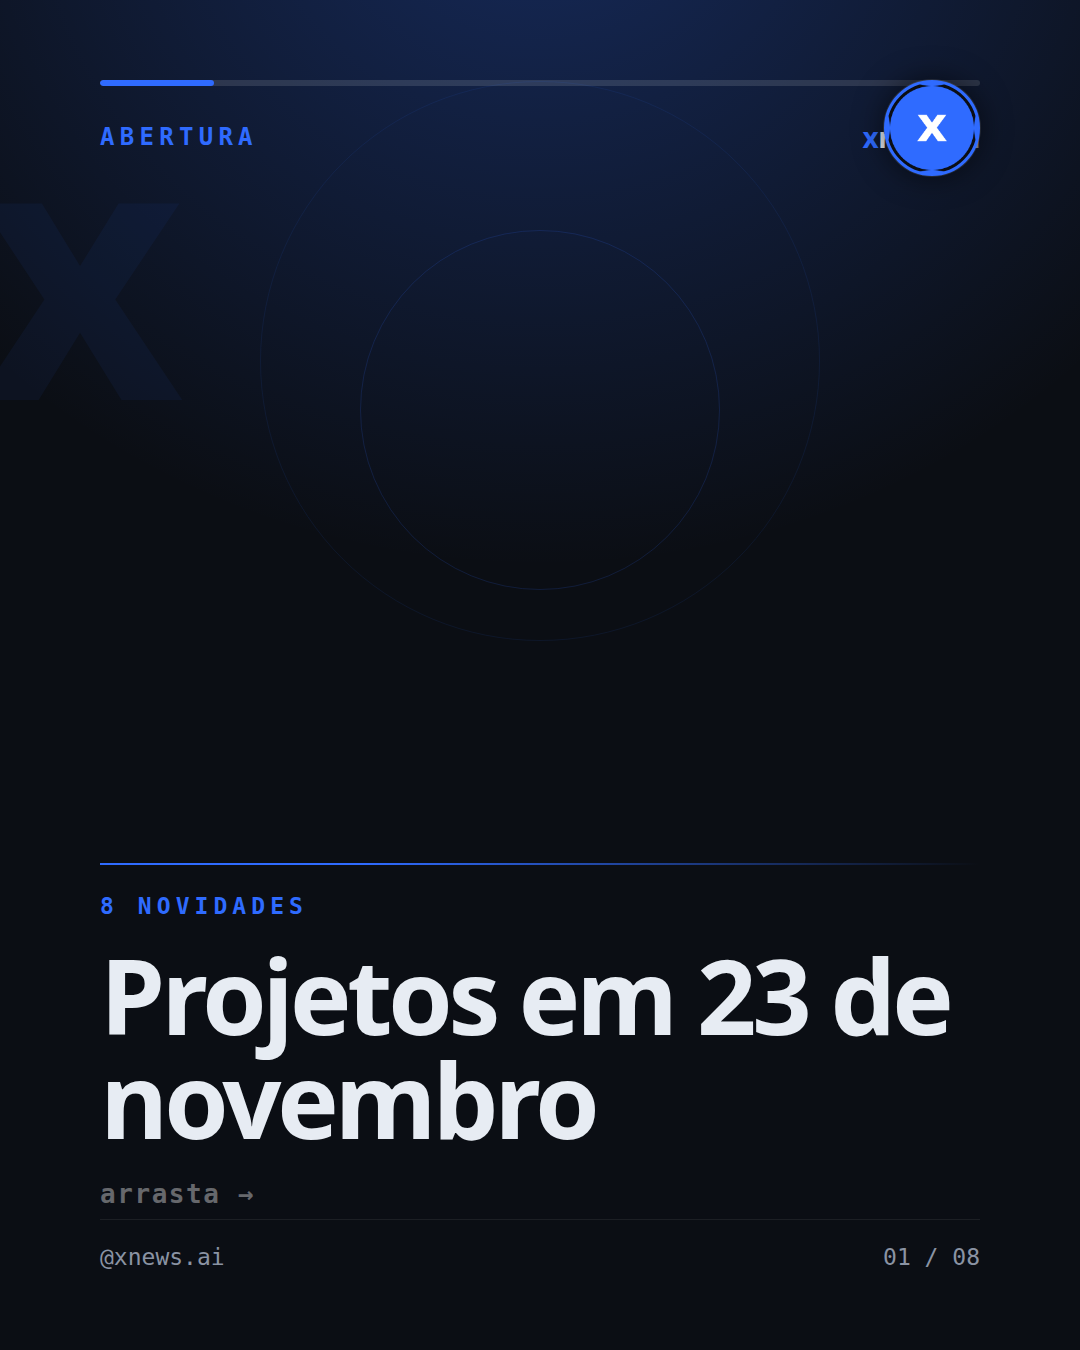 ABERTURA
X
X
8 NOVIDADES
Projetos em 23 de
novembro
arrasta →
@xnews.ai
01 / 08